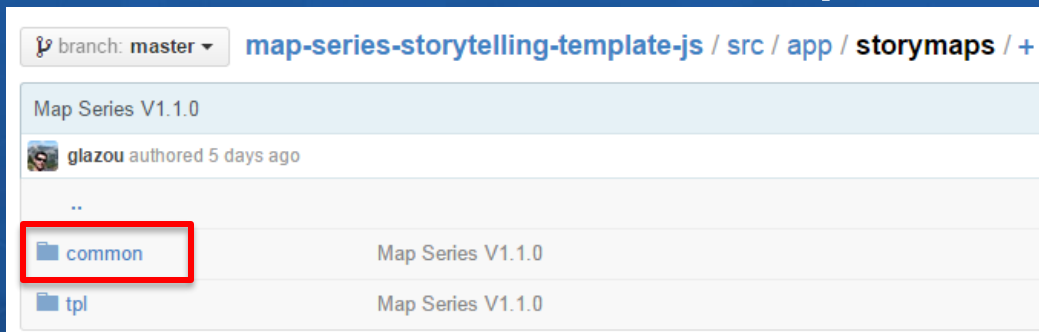 branch: master map-series-storytelling-template-js / src / app / storymaps / +
Map Series V1.1.0
glazou authored 5 days ago
..
common Map Series V1.1.0
tpl Map Series V1.1.0